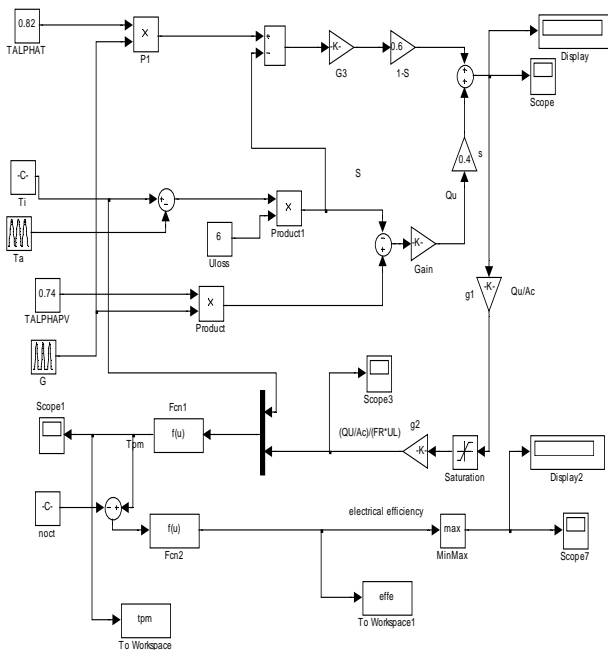 0.82
TALPHAT
X
P1
+
−
-K-
G3
0.6
1-S
+
+
Display
Scope
0.4
s
S
Qu
-C-
Ti
Ta
+
−
X
Product1
6
Uloss
−
+
-K-
Gain
0.74
TALPHAPV
X
Product
G
-K-
g1
Qu/Ac
Scope3
Scope1
Tpm
Fcn1
f(u)
(QU/Ac)/(FR*UL)
g2
-K-
Saturation
Display2
-C-
noct
− +
f(u)
Fcn2
electrical efficiency
max
MinMax
Scope7
tpm
To Workspace
effe
To Workspace1